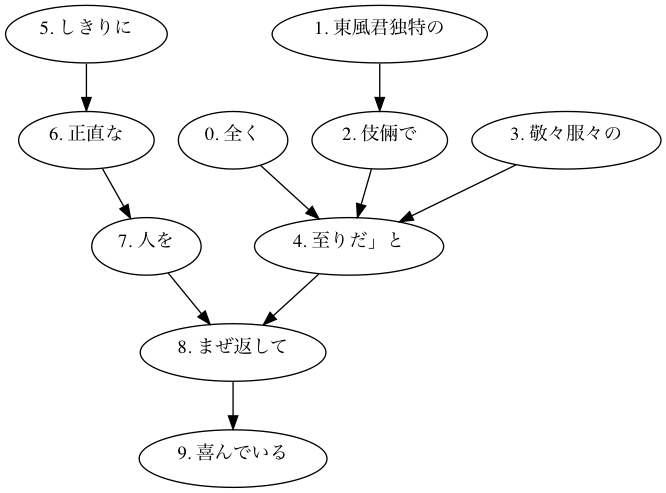 5. しきりに
1. 東風君独特の
6. 正直な
0. 全く
2. 伎倆で
3. 敬々服々の
7. 人を
4. 至りだ」と
8. まぜ返して
9. 喜んでいる